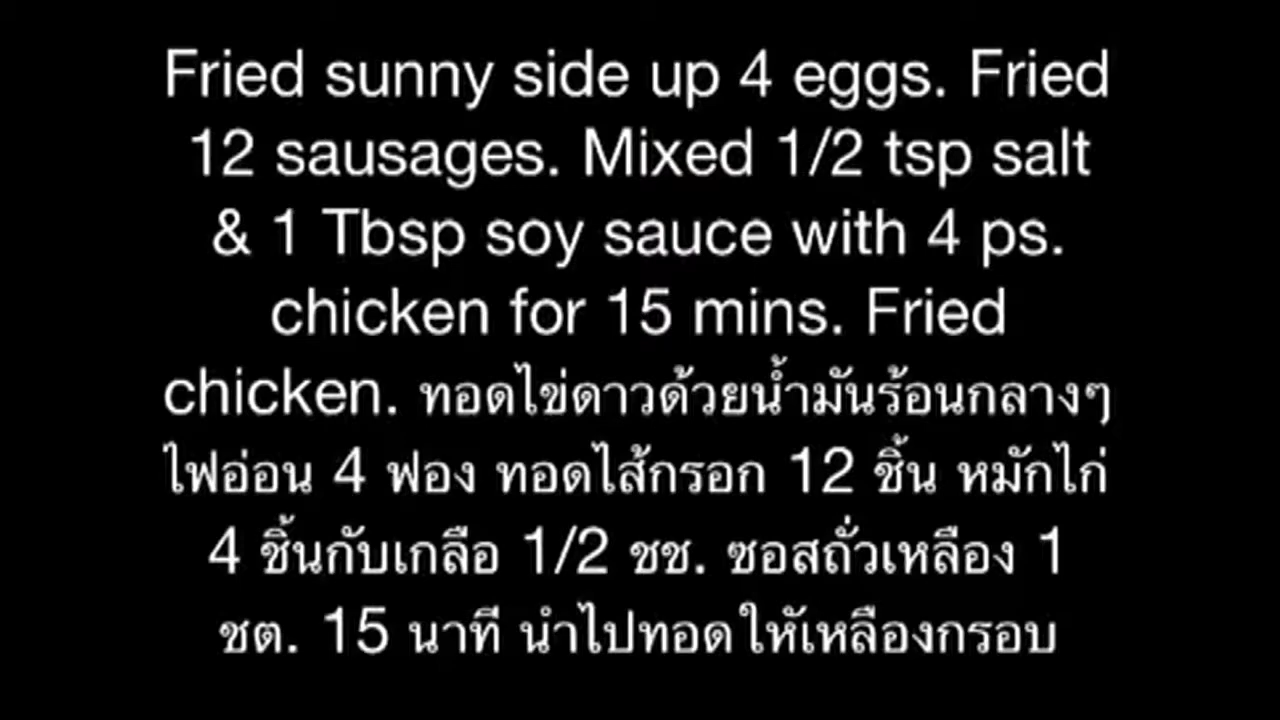 Fried sunny side up 4 eggs. Fried
12 sausages. Mixed 1/2 tsp salt
& 1 Tbsp soy sauce with 4 ps.
chicken for 15 mins. Fried
chicken. ทอดไข่ดาวด้วยน้ำมันร้อนกลางๆ
ไฟอ่อน 4 ฟอง ทอดไส้กรอก 12 ชิ้น หมักไก่
4 ชิ้นกับเกลือ 1/2 ชช. ซอสถั่วเหลือง 1
ชต. 15 นาที นำไปทอดให้เหลืองกรอบ